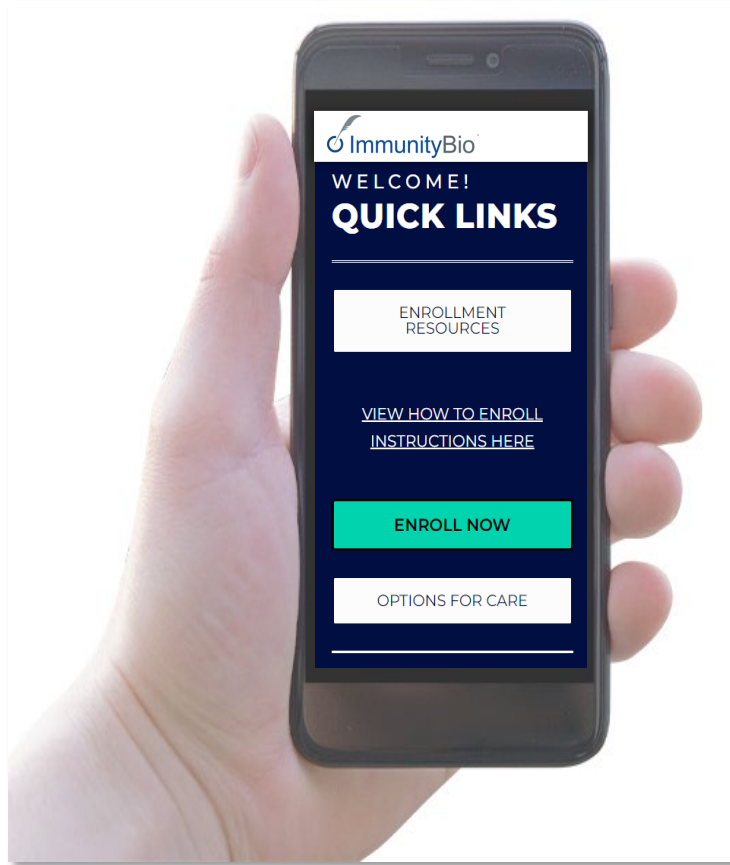 ImmunityBio
WELCOME!
QUICK LINKS
ENROLLMENT
RESOURCES
VIEW HOW TO ENROLL
INSTRUCTIONS HERE
ENROLL NOW
OPTIONS FOR CARE